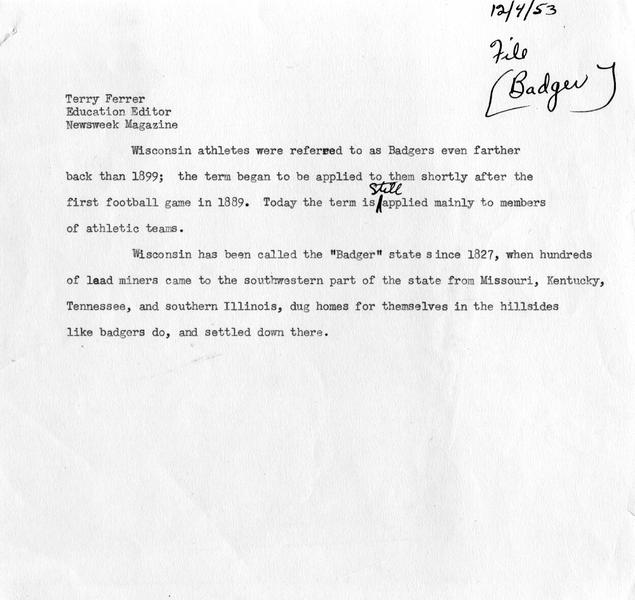 12/4/53
File
(Badger)
Terry Ferrer
Education Editor
Newsweek Magazine
Wisconsin athletes were referred to as Badgers even farther
back than 1899; the term began to be applied to them shortly after the
first football game in 1889. Today the term is still applied mainly to members
of athletic teams.
Wisconsin has been called the "Badger" state since 1827, when hundreds
of lead miners came to the southwestern part of the state from Missouri, Kentucky,
Tennessee, and southern Illinois, dug homes for themselves in the hillsides
like badgers do, and settled down there.